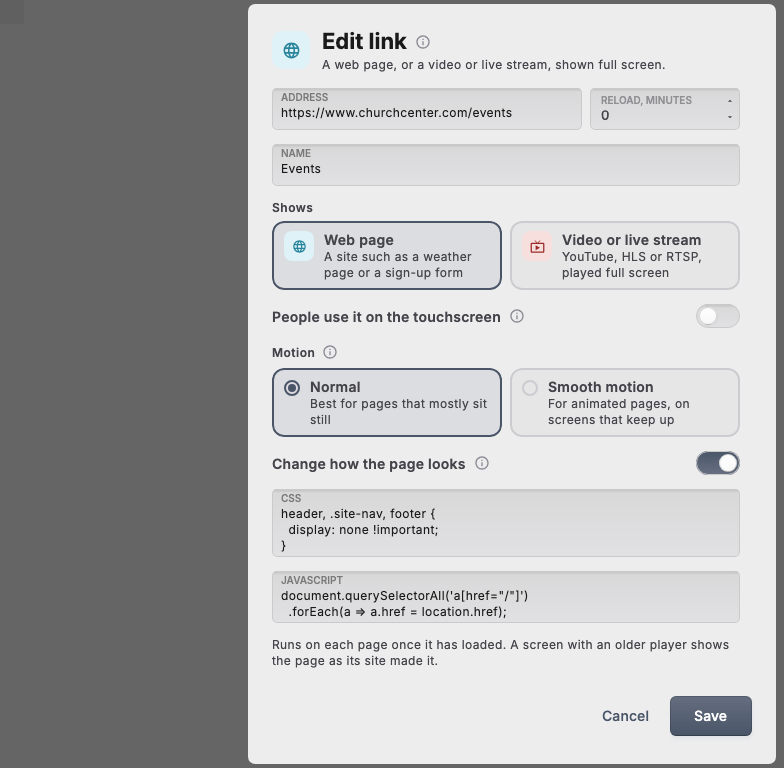 Edit link
A web page, or a video or live stream, shown full screen.
ADDRESS
https://www.churchcenter.com/events
RELOAD, MINUTES
0
NAME
Events
Shows
Web page
A site such as a weather
page or a sign-up form
Video or live stream
YouTube, HLS or RTSP,
played full screen
People use it on the touchscreen
Motion
Normal
Best for pages that mostly sit
still
Smooth motion
For animated pages, on
screens that keep up
Change how the page looks
CSS
header, .site-nav, footer {
  display: none !important;
}
JAVASCRIPT
document.querySelectorAll('a[href="/"]')
  .forEach(a => a.href = location.href);
Runs on each page once it has loaded. A screen with an older player shows
the page as its site made it.
Cancel
Save